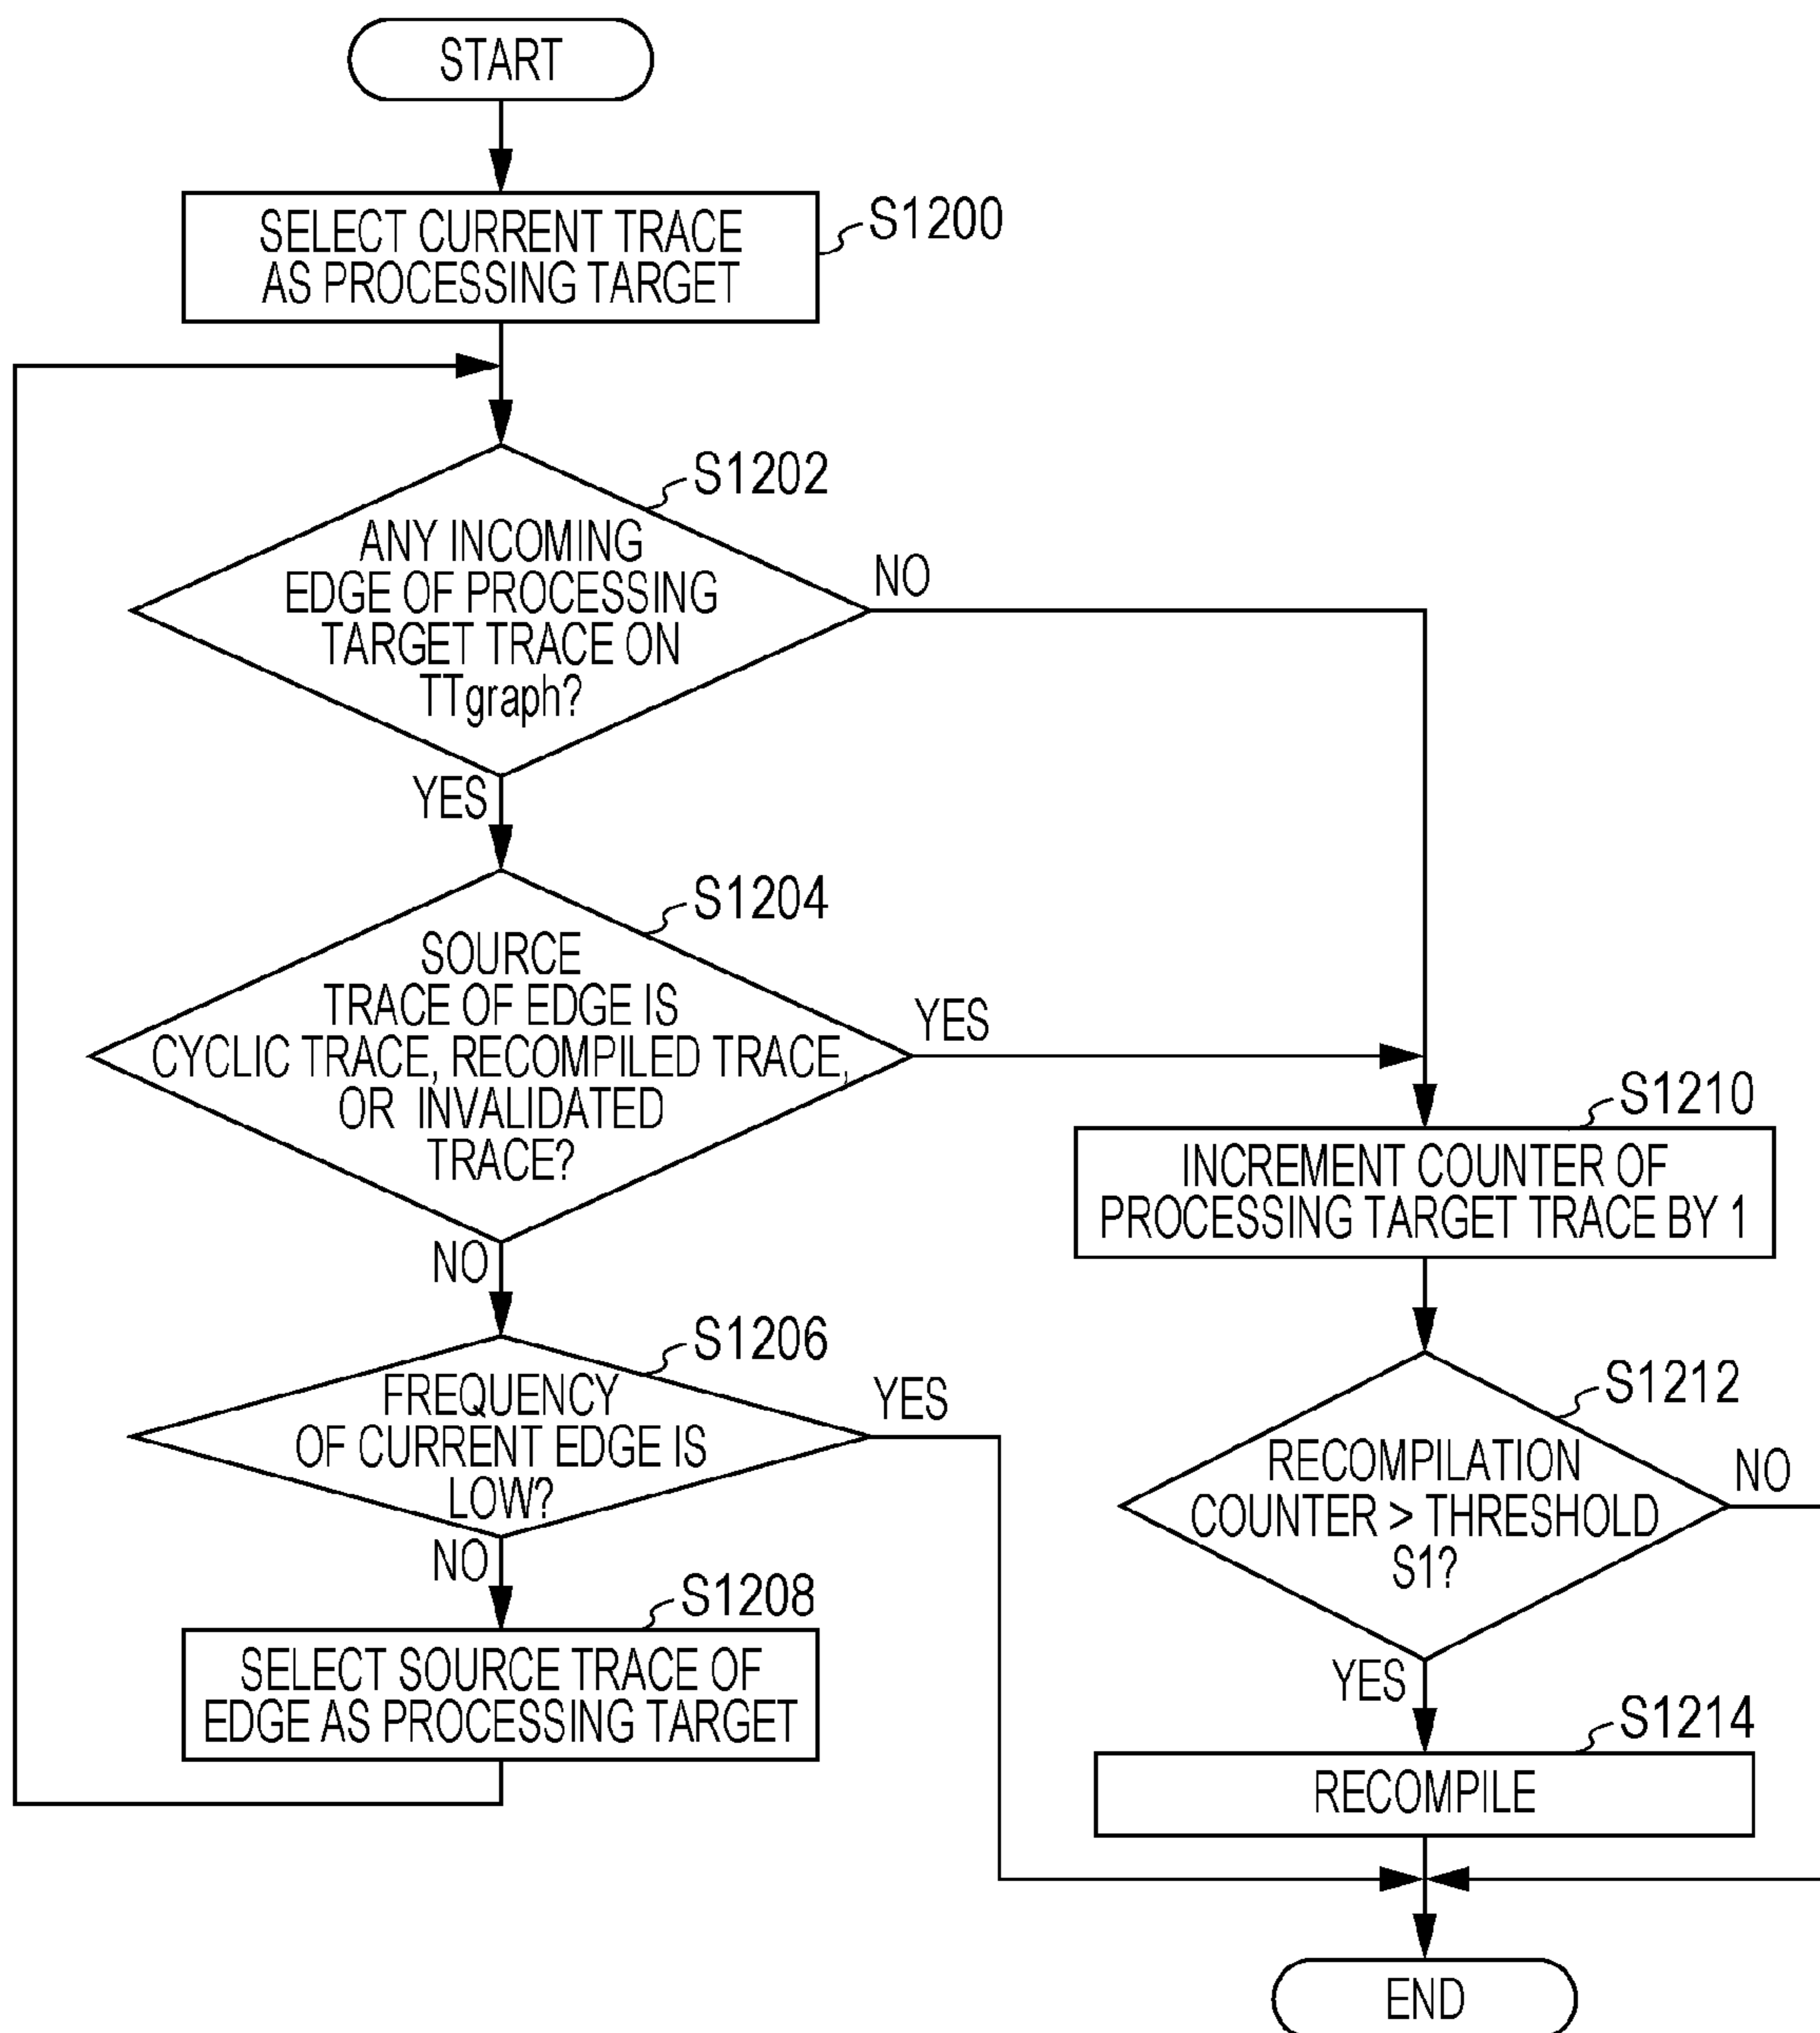 START
SELECT CURRENT TRACE
AS PROCESSING TARGET
S1200
S1202
ANY INCOMING
EDGE OF PROCESSING
TARGET TRACE ON
TTgraph?
NO
YES
S1204
SOURCE
TRACE OF EDGE IS
CYCLIC TRACE, RECOMPILED TRACE,
OR INVALIDATED
TRACE?
YES
NO
S1206
FREQUENCY
OF CURRENT EDGE IS
LOW?
YES
NO
S1208
SELECT SOURCE TRACE OF
EDGE AS PROCESSING TARGET
S1210
INCREMENT COUNTER OF
PROCESSING TARGET TRACE BY 1
S1212
RECOMPILATION
COUNTER > THRESHOLD
S1?
NO
YES
S1214
RECOMPILE
END